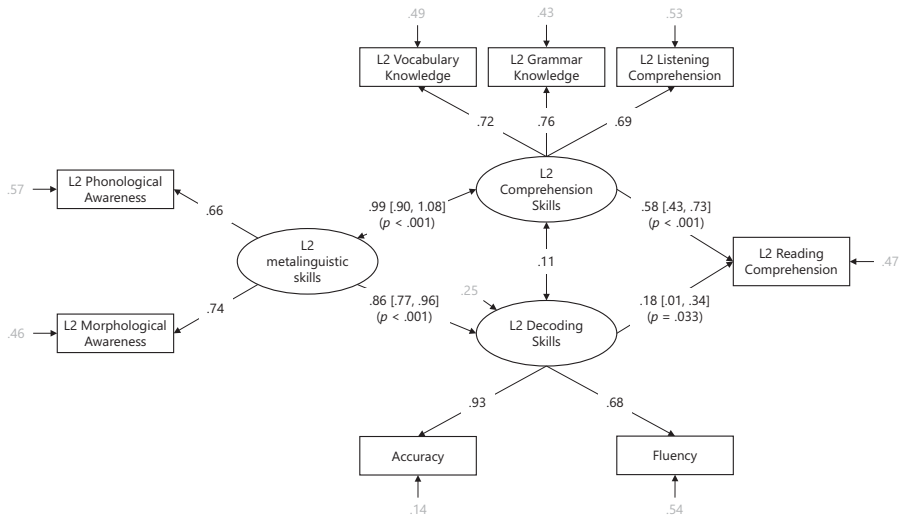 .49
.43
.53
L2 Vocabulary
Knowledge
L2 Grammar
Knowledge
L2 Listening
Comprehension
.72
.76
.69
.57
L2 Phonological
Awareness
.66
L2
Comprehension
Skills
.99 [.90, 1.08]
(p < .001)
.58 [.43, .73]
(p < .001)
L2
metalinguistic
skills
.11
L2 Reading
Comprehension
.47
.74
.86 [.77, .96]
(p < .001)
.25
.18 [.01, .34]
(p = .033)
.46
L2 Morphological
Awareness
L2 Decoding
Skills
.93
.68
Accuracy
Fluency
.14
.54